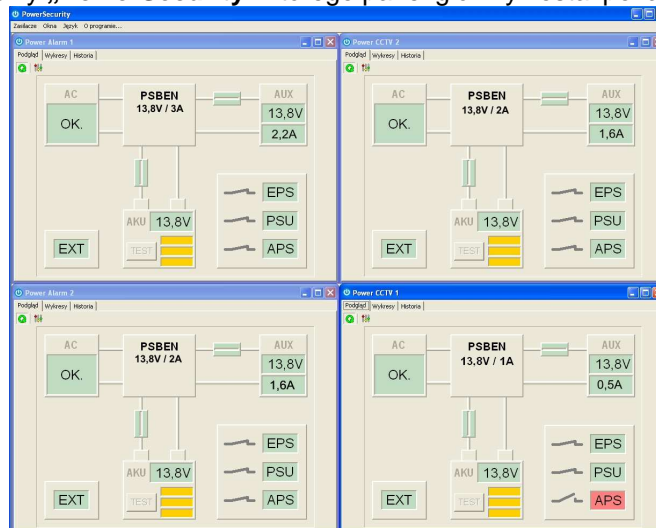 PowerSecurity
Zasilacze Okna Język O programie...
Power Alarm 1
Podgląd Wykresy Historia
AC
OK.
PSBEN
13,8V / 3A
AUX
13,8V
2,2A
EPS
AKU 13,8V
PSU
EXT
TEST
APS
Power CCTV 2
Podgląd Wykresy Historia
AC
OK.
PSBEN
13,8V / 2A
AUX
13,8V
1,6A
EPS
AKU 13,8V
PSU
EXT
TEST
APS
Power Alarm 2
Podgląd Wykresy Historia
AC
OK.
PSBEN
13,8V / 2A
AUX
13,8V
1,6A
EPS
AKU 13,8V
PSU
EXT
TEST
APS
Power CCTV 1
Podgląd Wykresy Historia
AC
OK.
PSBEN
13,8V / 1A
AUX
13,8V
0,5A
EPS
AKU 13,8V
PSU
EXT
TEST
APS